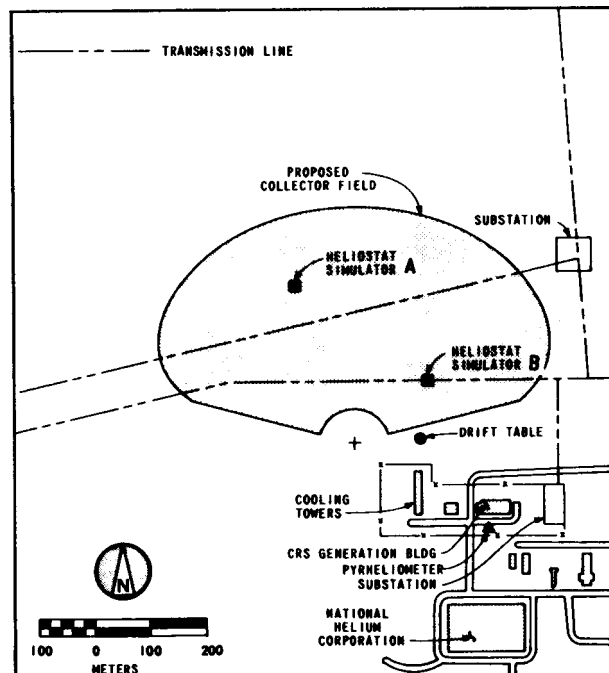 TRANSMISSION LINE
PROPOSED
COLLECTOR FIELD
SUBSTATION
HELIOSTAT
SIMULATOR A
HELIOSTAT
SIMULATOR B
DRIFT TABLE
COOLING
TOWERS
CRS GENERATION BLDG
PYRHELIOMETER
SUBSTATION
NATIONAL
HELIUM
CORPORATION
N
100 0 100 200
METERS